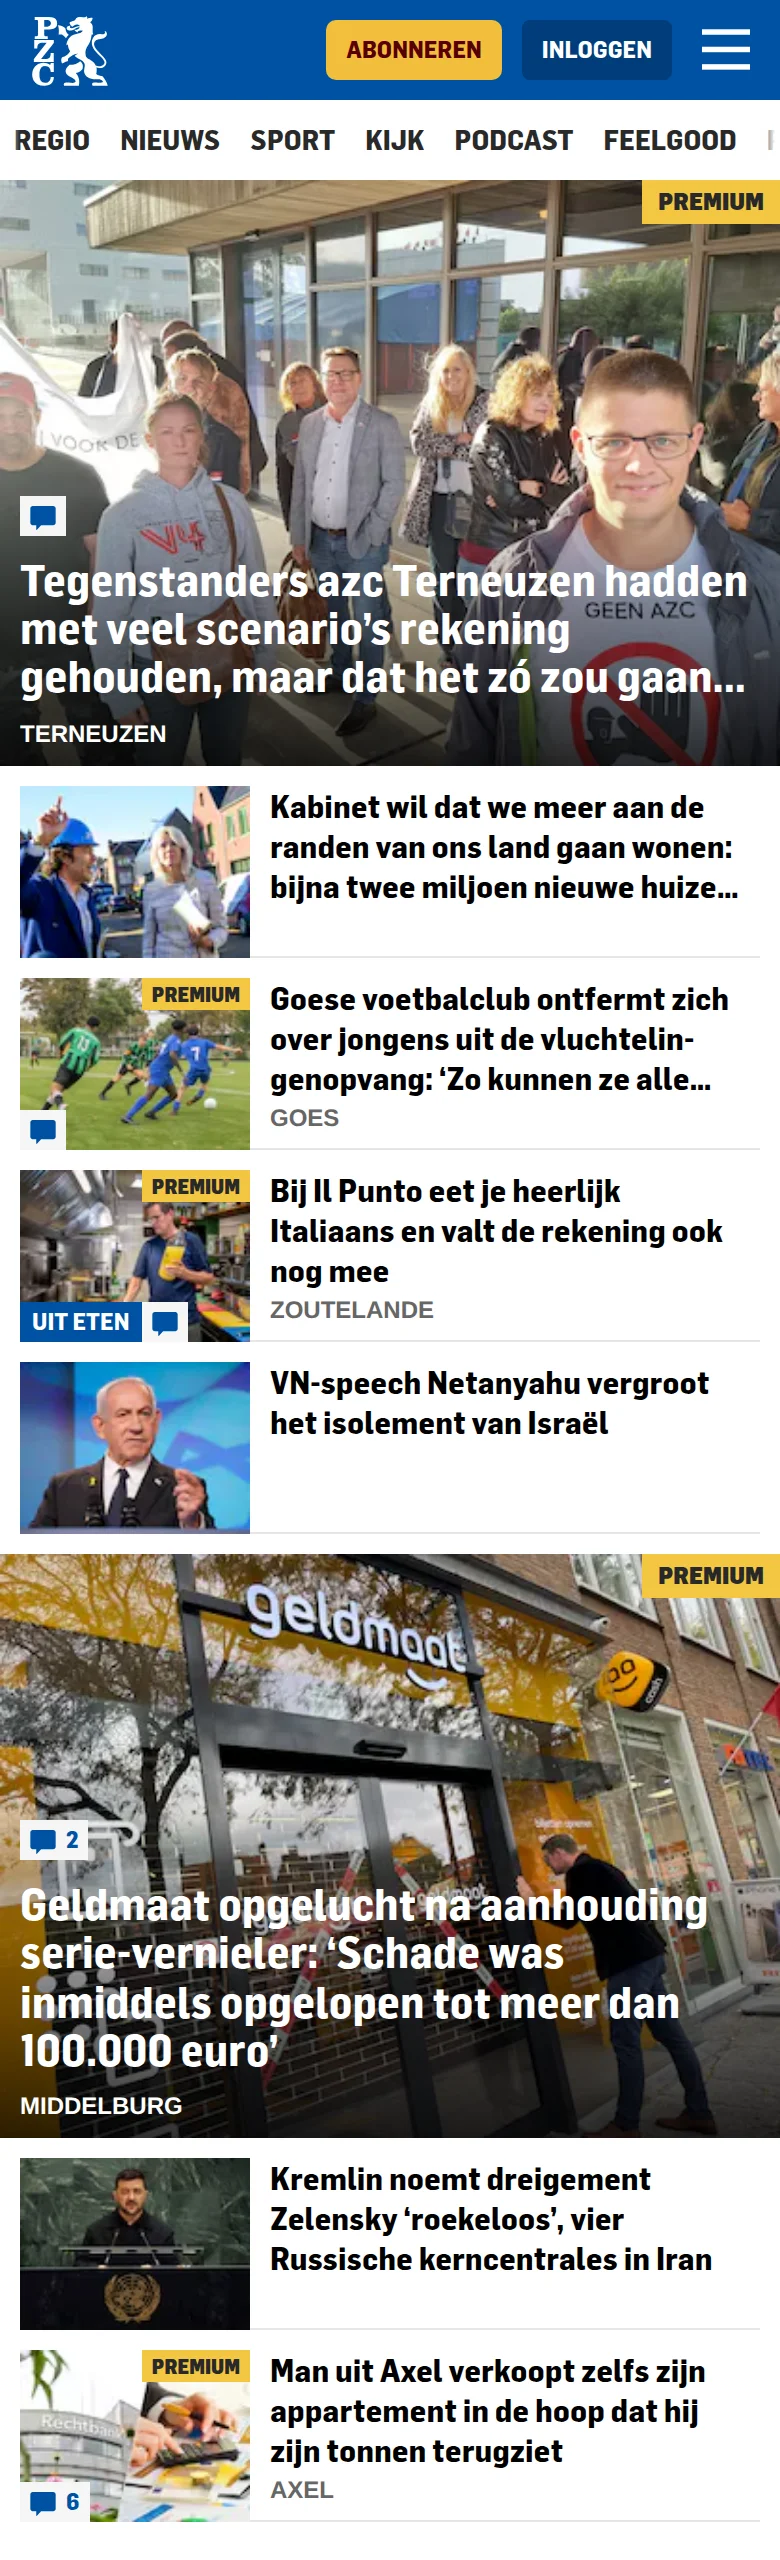 PZC
ABONNEREN
INLOGGEN
REGIO NIEUWS SPORT KIJK PODCAST FEELGOOD
PREMIUM
VOOR DE
GEEN AZC
Tegenstanders azc Terneuzen hadden
met veel scenario’s rekening
gehouden, maar dat het zó zou gaan...
TERNEUZEN
Kabinet wil dat we meer aan de
randen van ons land gaan wonen:
bijna twee miljoen nieuwe huize...
PREMIUM
Goese voetbalclub ontfermt zich
over jongens uit de vluchtelin-
genopvang: ‘Zo kunnen ze alle...
GOES
PREMIUM
UIT ETEN
Bij Il Punto eet je heerlijk
Italiaans en valt de rekening ook
nog mee
ZOUTELANDE
VN-speech Netanyahu vergroot
het isolement van Israël
PREMIUM
geldmaat
cash
2
Geldmaat opgelucht na aanhouding
serie-vernieler: ‘Schade was
inmiddels opgelopen tot meer dan
100.000 euro’
MIDDELBURG
Kremlin noemt dreigement
Zelensky ‘roekeloos’, vier
Russische kerncentrales in Iran
PREMIUM
Rechtbank
6
Man uit Axel verkoopt zelfs zijn
appartement in de hoop dat hij
zijn tonnen terugziet
AXEL